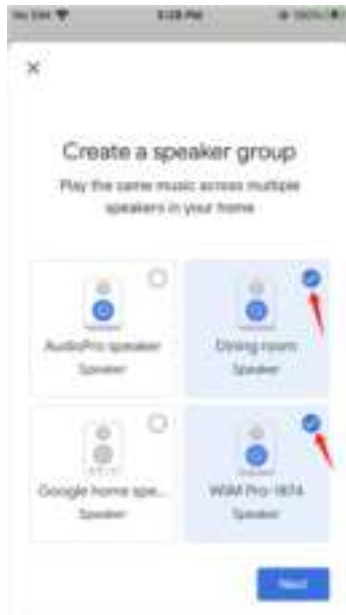 Create a speaker group
Play the same music across multiple
speakers in your home
AudioPro speaker
Speaker
Dining room
Speaker
Google home spe...
Speaker
WiiM Pro-1874
Speaker
Next